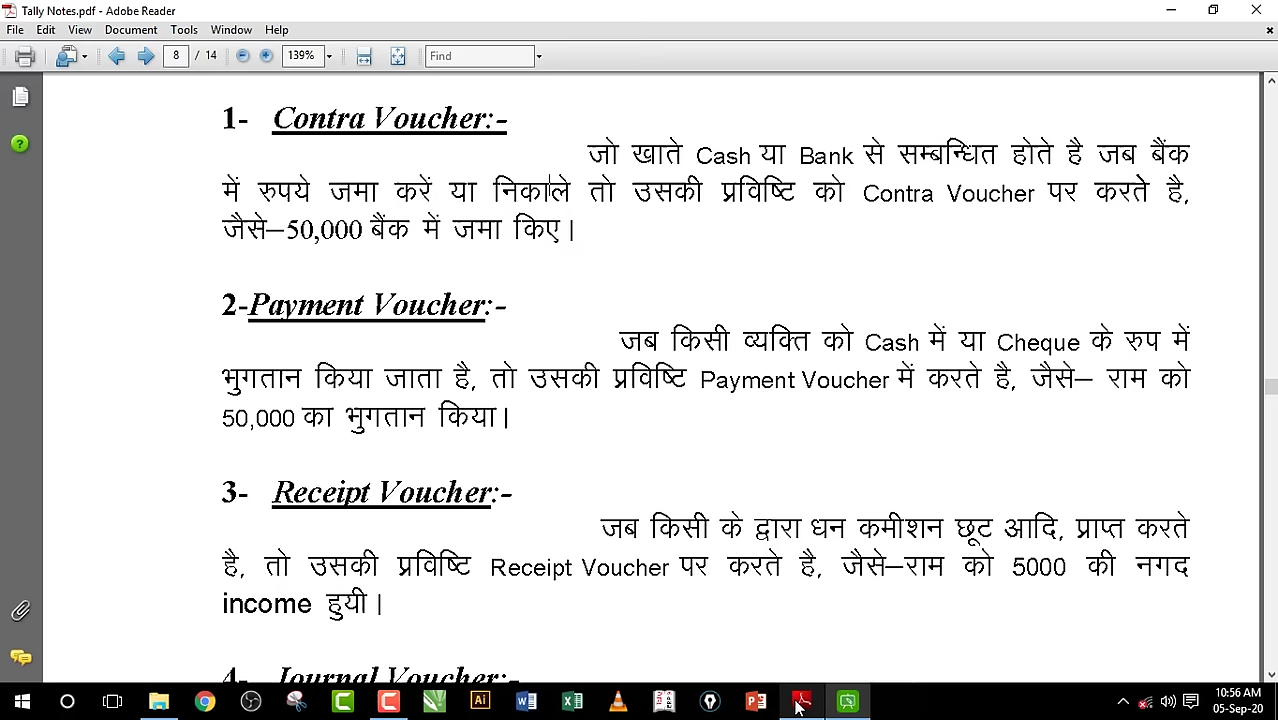 Tally Notes.pdf - Adobe Reader
File Edit View Document Tools Window Help
8 / 14 139% Find
1- Contra Voucher:-
जो खाते Cash या Bank से सम्बन्धित होते है जब बैंक
में रुपये जमा करें या निकाले तो उसकी प्रविष्टि को Contra Voucher पर करते है,
जैसे–50,000 बैंक में जमा किए।
2-Payment Voucher:-
जब किसी व्यक्ति को Cash में या Cheque के रुप में
भुगतान किया जाता है, तो उसकी प्रविष्टि Payment Voucher में करते है, जैसे– राम को
50,000 का भुगतान किया।
3- Receipt Voucher:-
जब किसी के द्वारा धन कमीशन छूट आदि, प्राप्त करते
है, तो उसकी प्रविष्टि Receipt Voucher पर करते है, जैसे–राम को 5000 की नगद
income हुयी।
4- Journal Voucher:-
10:56 AM
05-Sep-20